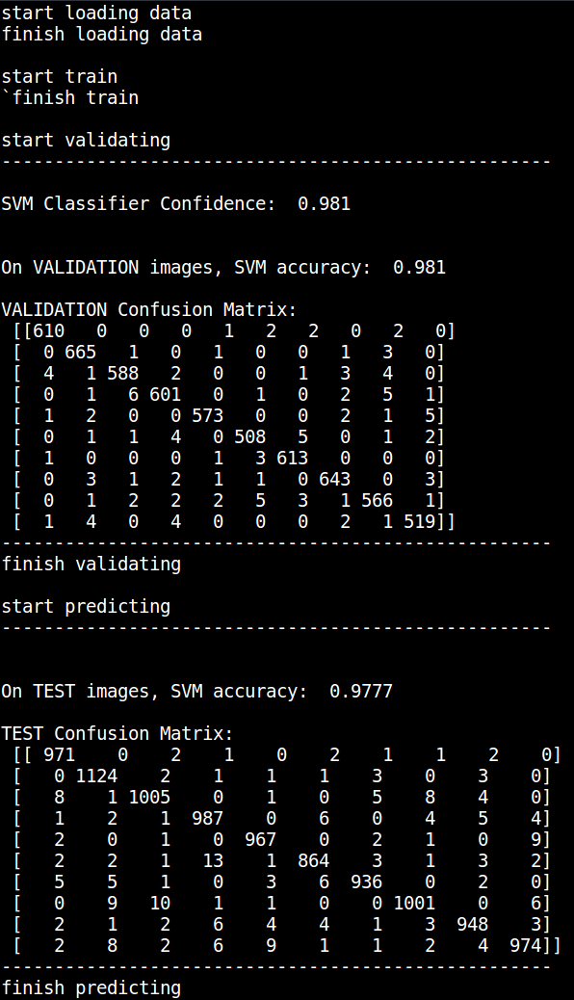 start loading data
finish loading data
start train
`finish train
start validating
----------------------------------------------------
SVM Classifier Confidence:  0.981
On VALIDATION images, SVM accuracy:  0.981
VALIDATION Confusion Matrix:
[[610   0   0   0   1   2   2   0   2   0]
[  0 665   1   0   1   0   0   1   3   0]
[  4   1 588   2   0   0   1   3   4   0]
[  0   1   6 601   0   1   0   2   5   1]
[  1   2   0   0 573   0   0   2   1   5]
[  0   1   1   4   0 508   5   0   1   2]
[  1   0   0   0   1   3 613   0   0   0]
[  0   3   1   2   1   1   0 643   0   3]
[  0   1   2   2   2   5   3   1 566   1]
[  1   4   0   4   0   0   0   2   1 519]]
----------------------------------------------------
finish validating
start predicting
----------------------------------------------------
On TEST images, SVM accuracy:  0.9777
TEST Confusion Matrix:
[[ 971    0    2    1    0    2    1    1    2    0]
[   0 1124    2    1    1    1    3    0    3    0]
[   8    1 1005    0    1    0    5    8    4    0]
[   1    2    1  987    0    6    0    4    5    4]
[   2    0    1    0  967    0    2    1    0    9]
[   2    2    1   13    1  864    3    1    3    2]
[   5    5    1    0    3    6  936    0    2    0]
[   0    9   10    1    1    0    0 1001    0    6]
[   2    1    2    6    4    4    1    3  948    3]
[   2    8    2    6    9    1    1    2    4  974]]
----------------------------------------------------
finish predicting